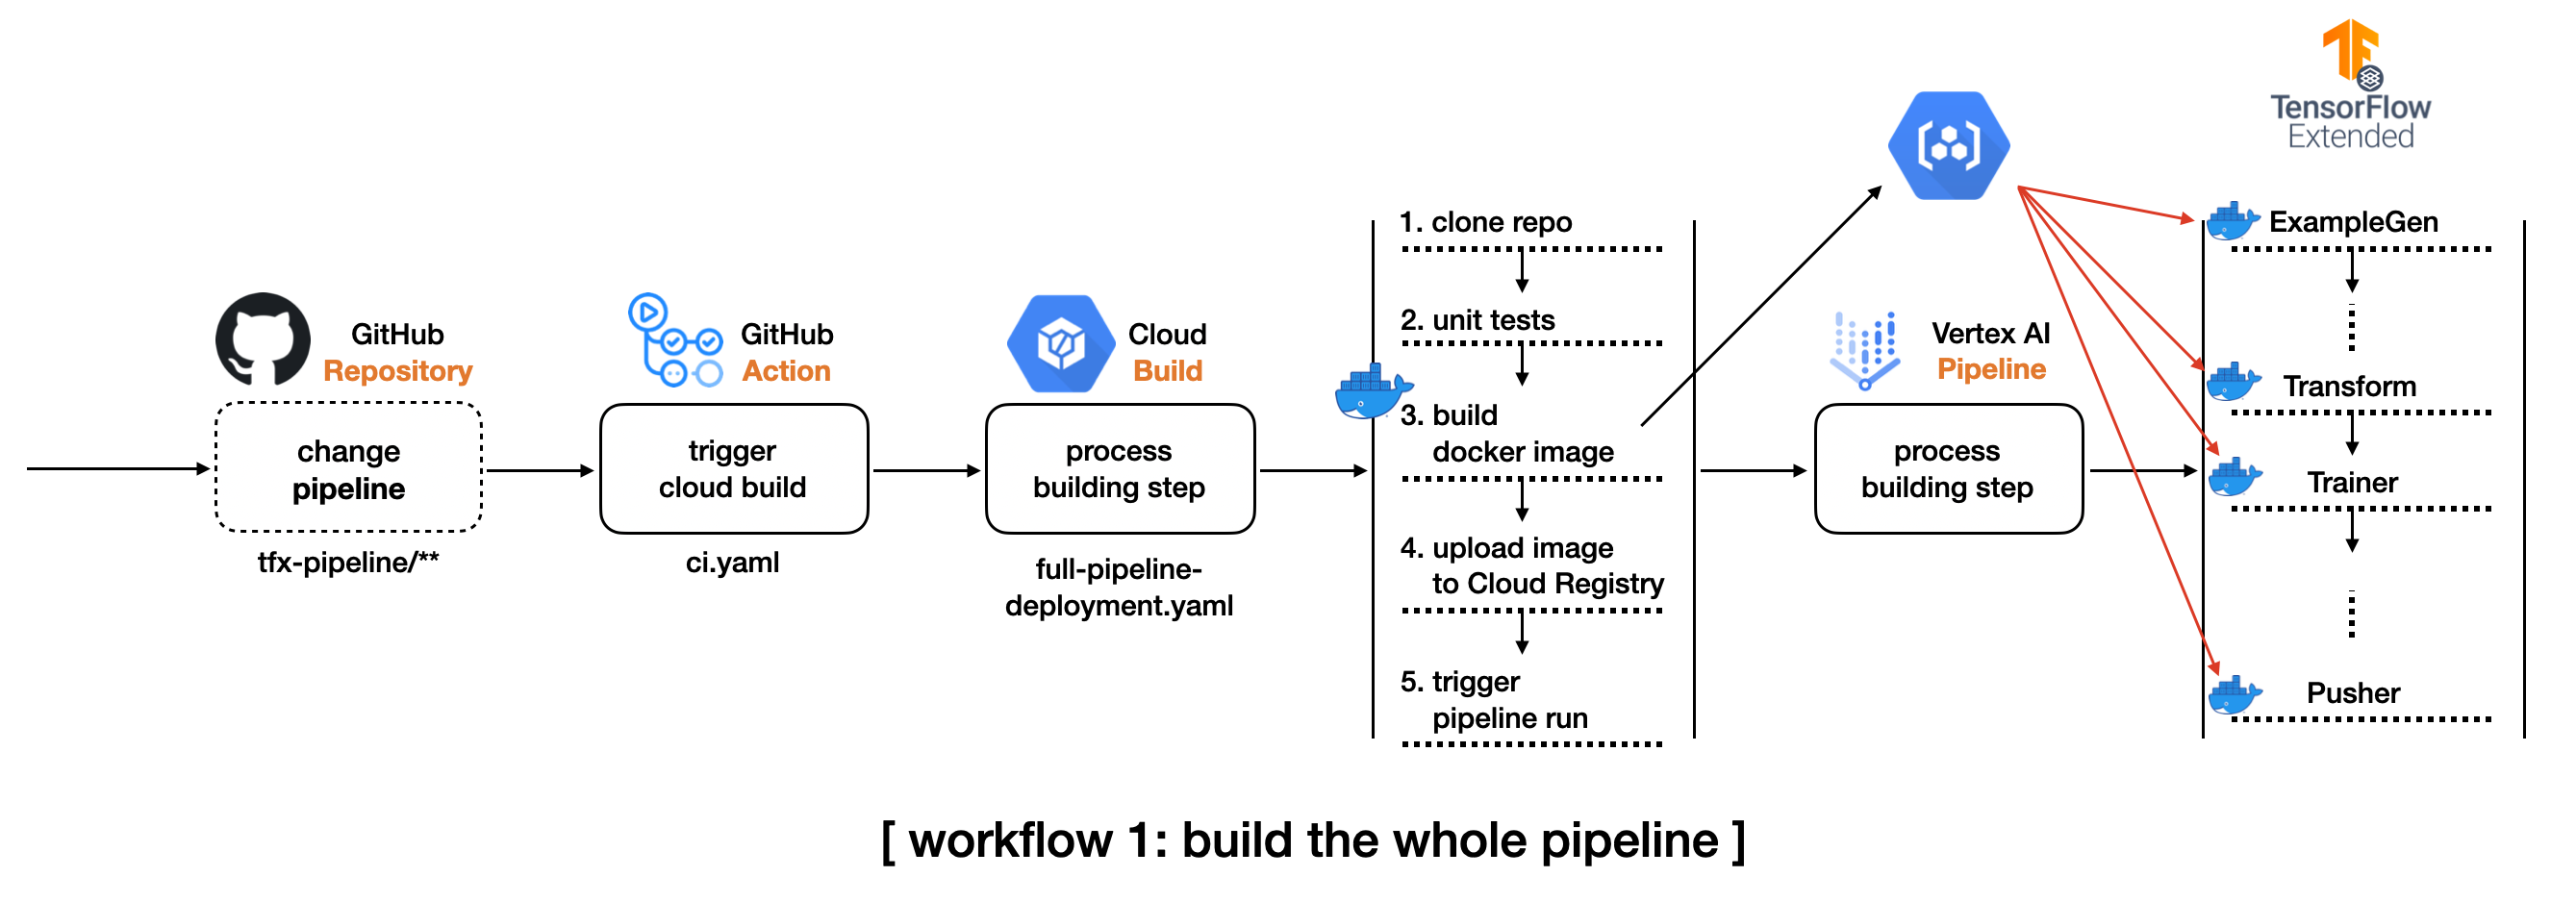 TensorFlow
Extended
GitHub
Repository
change
pipeline
tfx-pipeline/**
GitHub
Action
trigger
cloud build
ci.yaml
Cloud
Build
process
building step
full-pipeline-
deployment.yaml
1. clone repo
2. unit tests
3. build
docker image
4. upload image
to Cloud Registry
5. trigger
pipeline run
Vertex AI
Pipeline
process
building step
ExampleGen
Transform
Trainer
Pusher
[ workflow 1: build the whole pipeline ]